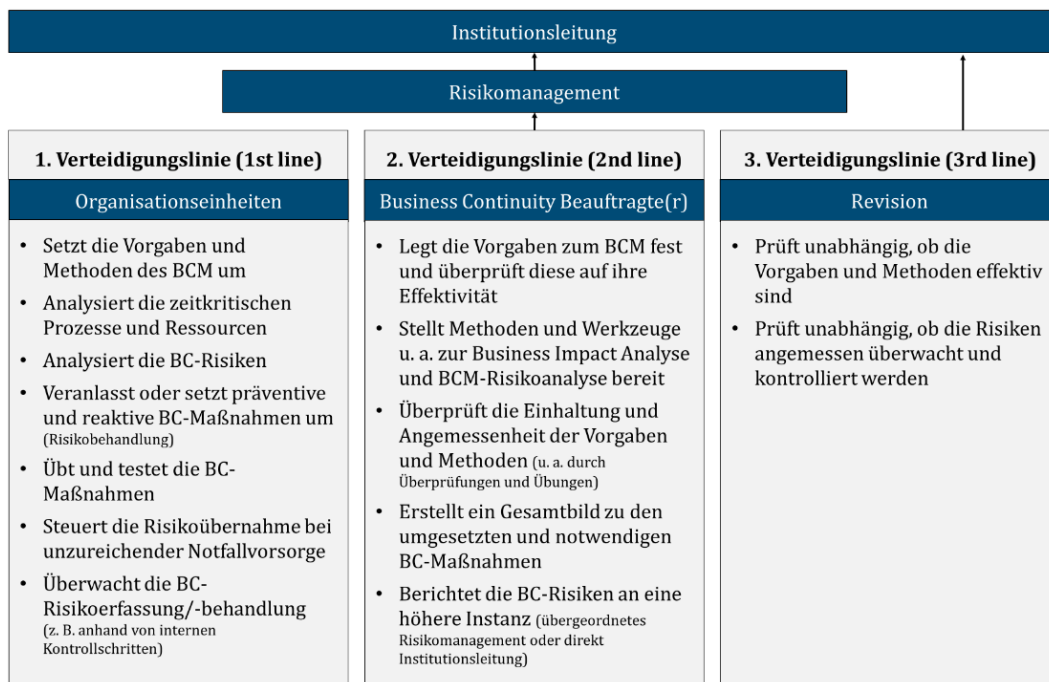 Institutionsleitung
Risikomanagement
1. Verteidigungslinie (1st line)
Organisationseinheiten
• Setzt die Vorgaben und
Methoden des BCM um
• Analysiert die zeitkritischen
Prozesse und Ressourcen
• Analysiert die BC-Risiken
• Veranlasst oder setzt präventive
und reaktive BC-Maßnahmen um
(Risikobehandlung)
• Übt und testet die BC-
Maßnahmen
• Steuert die Risikoübernahme bei
unzureichender Notfallvorsorge
• Überwacht die BC-
Risikoerfassung/-behandlung
(z. B. anhand von internen
Kontrollschritten)
2. Verteidigungslinie (2nd line)
Business Continuity Beauftragte(r)
• Legt die Vorgaben zum BCM fest
und überprüft diese auf ihre
Effektivität
• Stellt Methoden und Werkzeuge
u. a. zur Business Impact Analyse
und BCM-Risikoanalyse bereit
• Überprüft die Einhaltung und
Angemessenheit der Vorgaben
und Methoden (u. a. durch
Überprüfungen und Übungen)
• Erstellt ein Gesamtbild zu den
umgesetzten und notwendigen
BC-Maßnahmen
• Berichtet die BC-Risiken an eine
höhere Instanz (übergeordnetes
Risikomanagement oder direkt
Institutionsleitung)
3. Verteidigungslinie (3rd line)
Revision
• Prüft unabhängig, ob die
Vorgaben und Methoden effektiv
sind
• Prüft unabhängig, ob die Risiken
angemessen überwacht und
kontrolliert werden